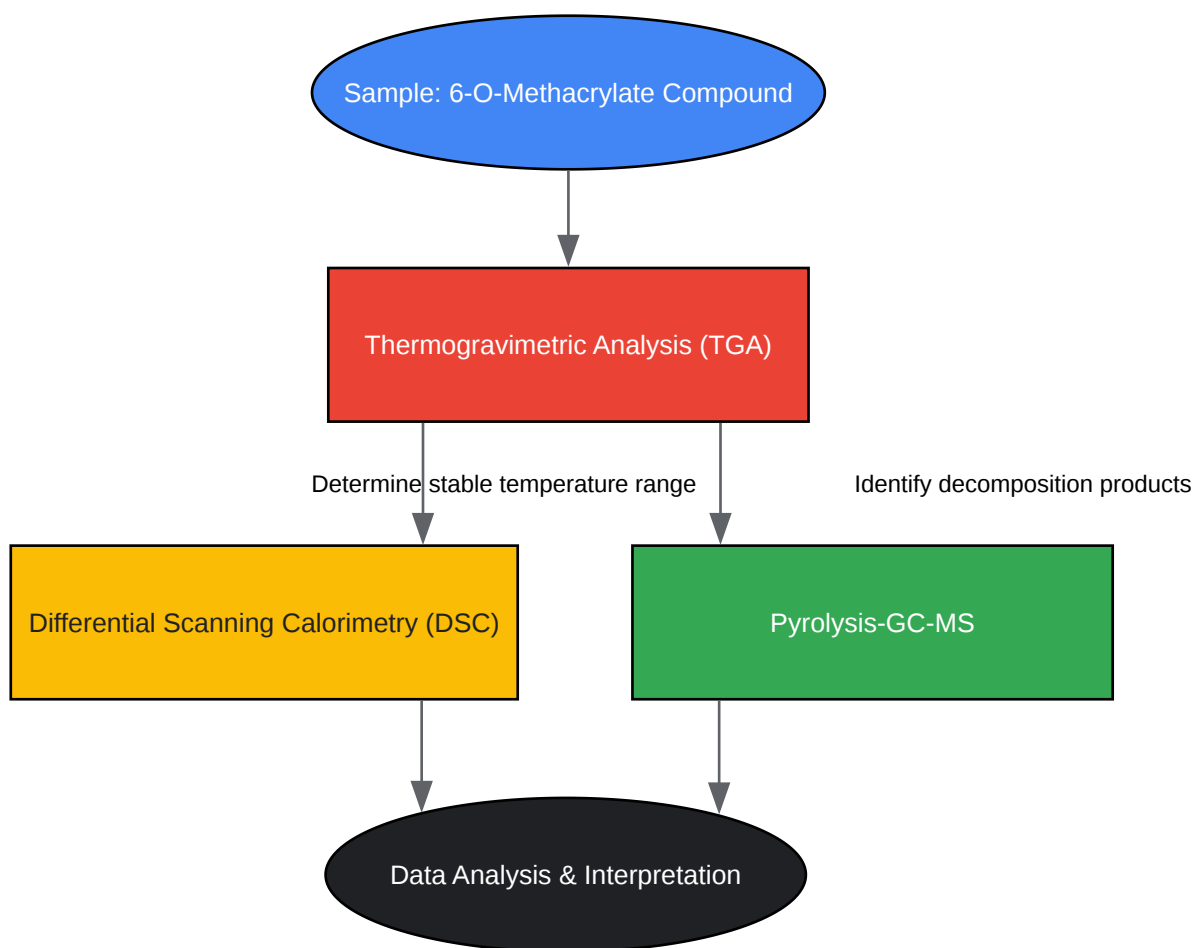 Sample: 6-O-Methacrylate Compound
Thermogravimetric Analysis (TGA)
Determine stable temperature range
Identify decomposition products
Differential Scanning Calorimetry (DSC)
Pyrolysis-GC-MS
Data Analysis & Interpretation